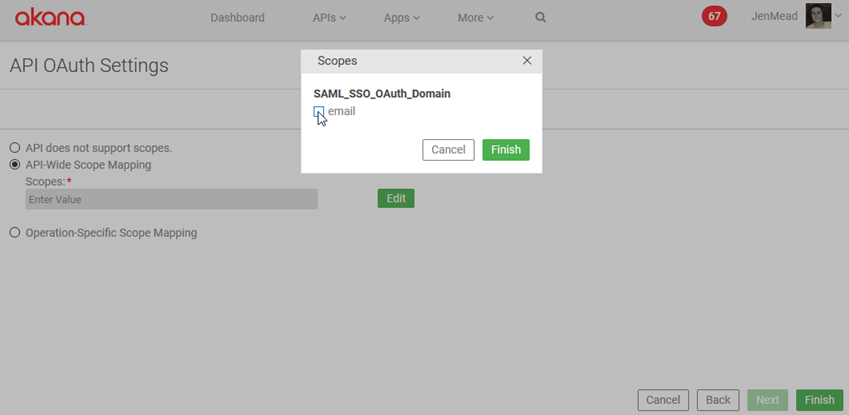 akana
Dashboard
APIs
Apps
More
67
JenMead
API OAuth Settings
Scopes
SAML_SSO_OAuth_Domain
email
Cancel
Finish
API does not support scopes.
API-Wide Scope Mapping
Scopes:*
Enter Value
Edit
Operation-Specific Scope Mapping
Cancel
Back
Next
Finish